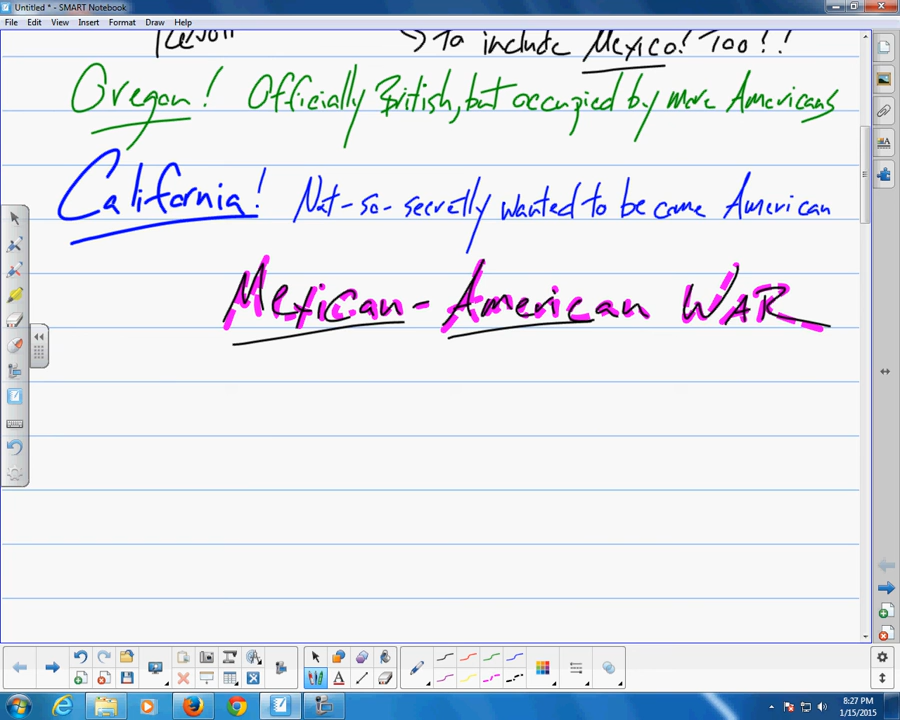 Untitled * - SMART Notebook
File Edit View Insert Format Draw Help
To include Mexico! Too!!
Oregon! Officially British, but occupied by more Americans
California! Not-so-secretly wanted to become American
Mexican-American WAR
8:27 PM
1/15/2015